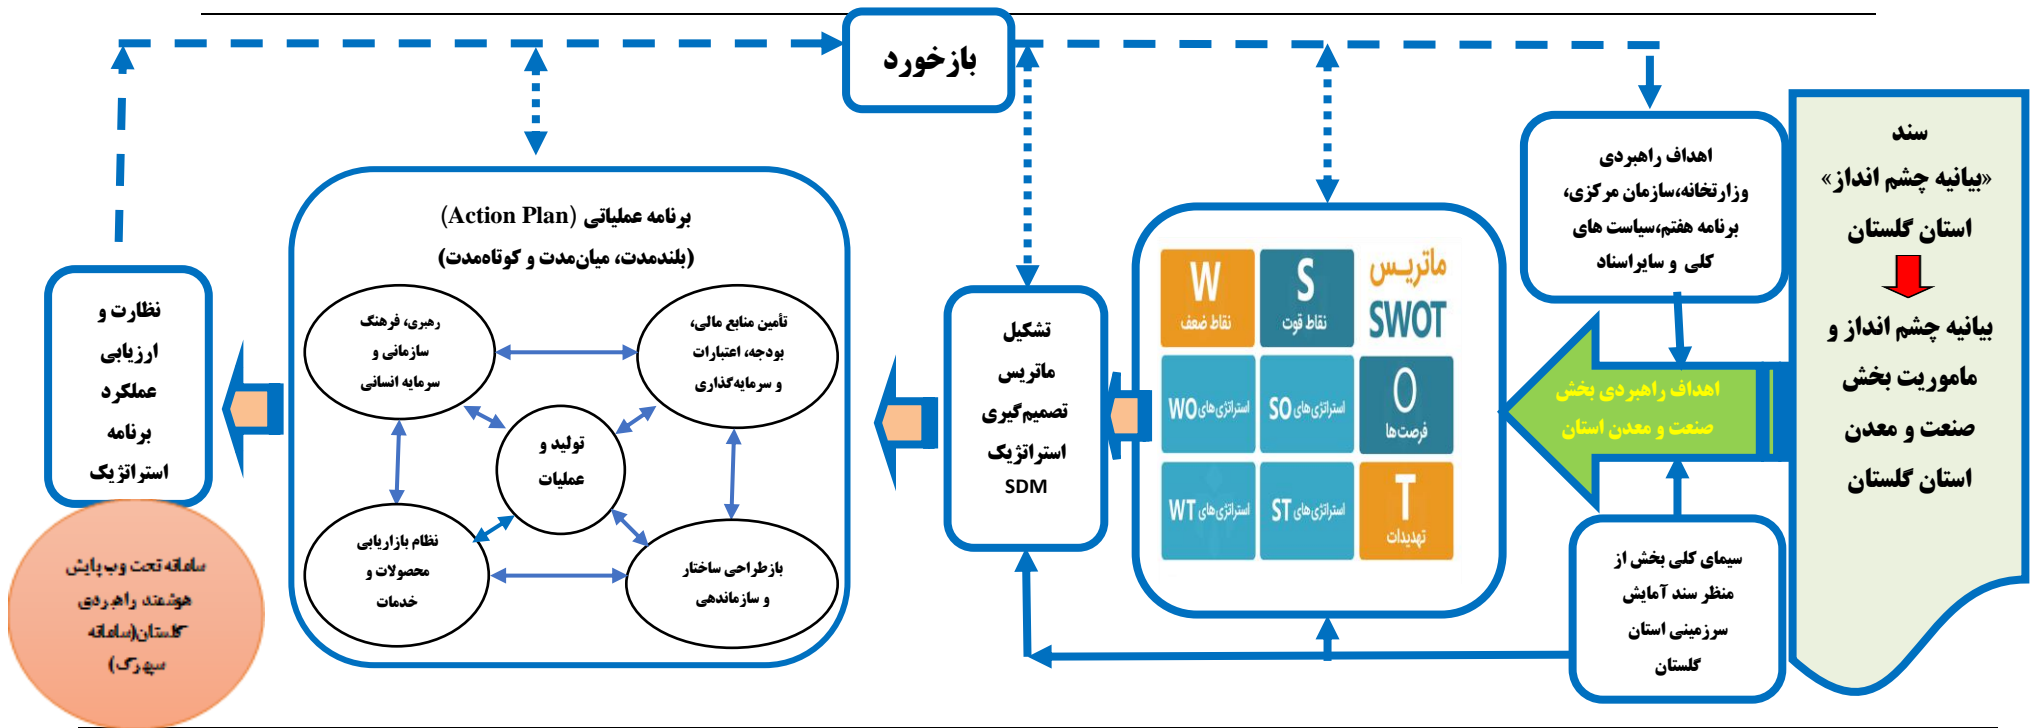 بازخورد
سند
«بیانیه چشم انداز»
استان گلستان
بیانیه چشم انداز و
ماموریت بخش
صنعت و معدن
استان گلستان
اهداف راهبردی
وزارتخانه،سازمان مرکزی،
برنامه هفتم،سیاست های
کلی و سایراسناد
اهداف راهبردی بخش
صنعت و معدن استان
سیمای کلی بخش از
منظر سند آمایش
سرزمینی استان
گلستان
ماتریس
SWOT
S
نقاط قوت
W
نقاط ضعف
O
فرصت‌ها
استراتژی‌های SO
استراتژی‌های WO
T
تهدیدات
استراتژی‌های ST
استراتژی‌های WT
تشکیل
ماتریس
تصمیم‌گیری
استراتژیک
SDM
برنامه عملیاتی (Action Plan)
(بلندمدت، میان‌مدت و کوتاه‌مدت)
تأمین منابع مالی،
بودجه، اعتبارات
و سرمایه‌گذاری
رهبری، فرهنگ
سازمانی و
سرمایه انسانی
تولید و
عملیات
بازطراحی ساختار
و سازماندهی
نظام بازاریابی
محصولات و
خدمات
نظارت و
ارزیابی
عملکرد
برنامه
استراتژیک
سامانه تحت وب پایش
هوشمند راهبردی
گلستان(سامانه
سپهرک)